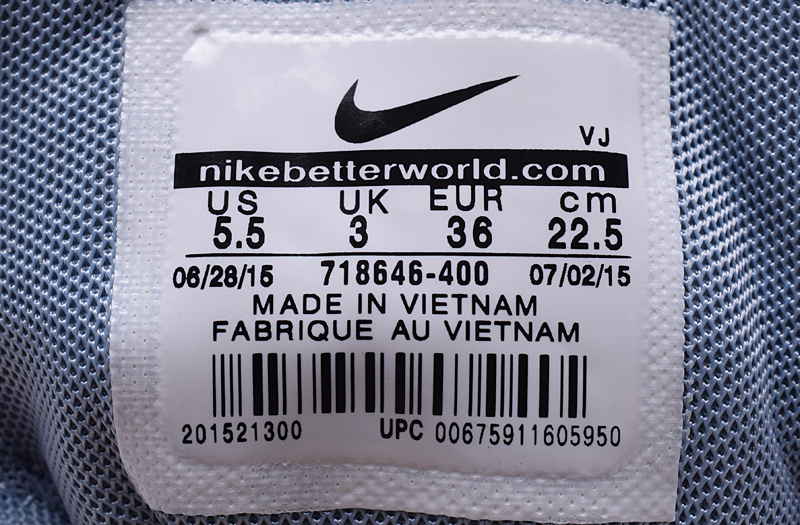 VJ
nikebetterworld.com
US UK EUR cm
5.5 3 36 22.5
06/28/15 718646-400 07/02/15
MADE IN VIETNAM
FABRIQUE AU VIETNAM
201521300 UPC 00675911605950